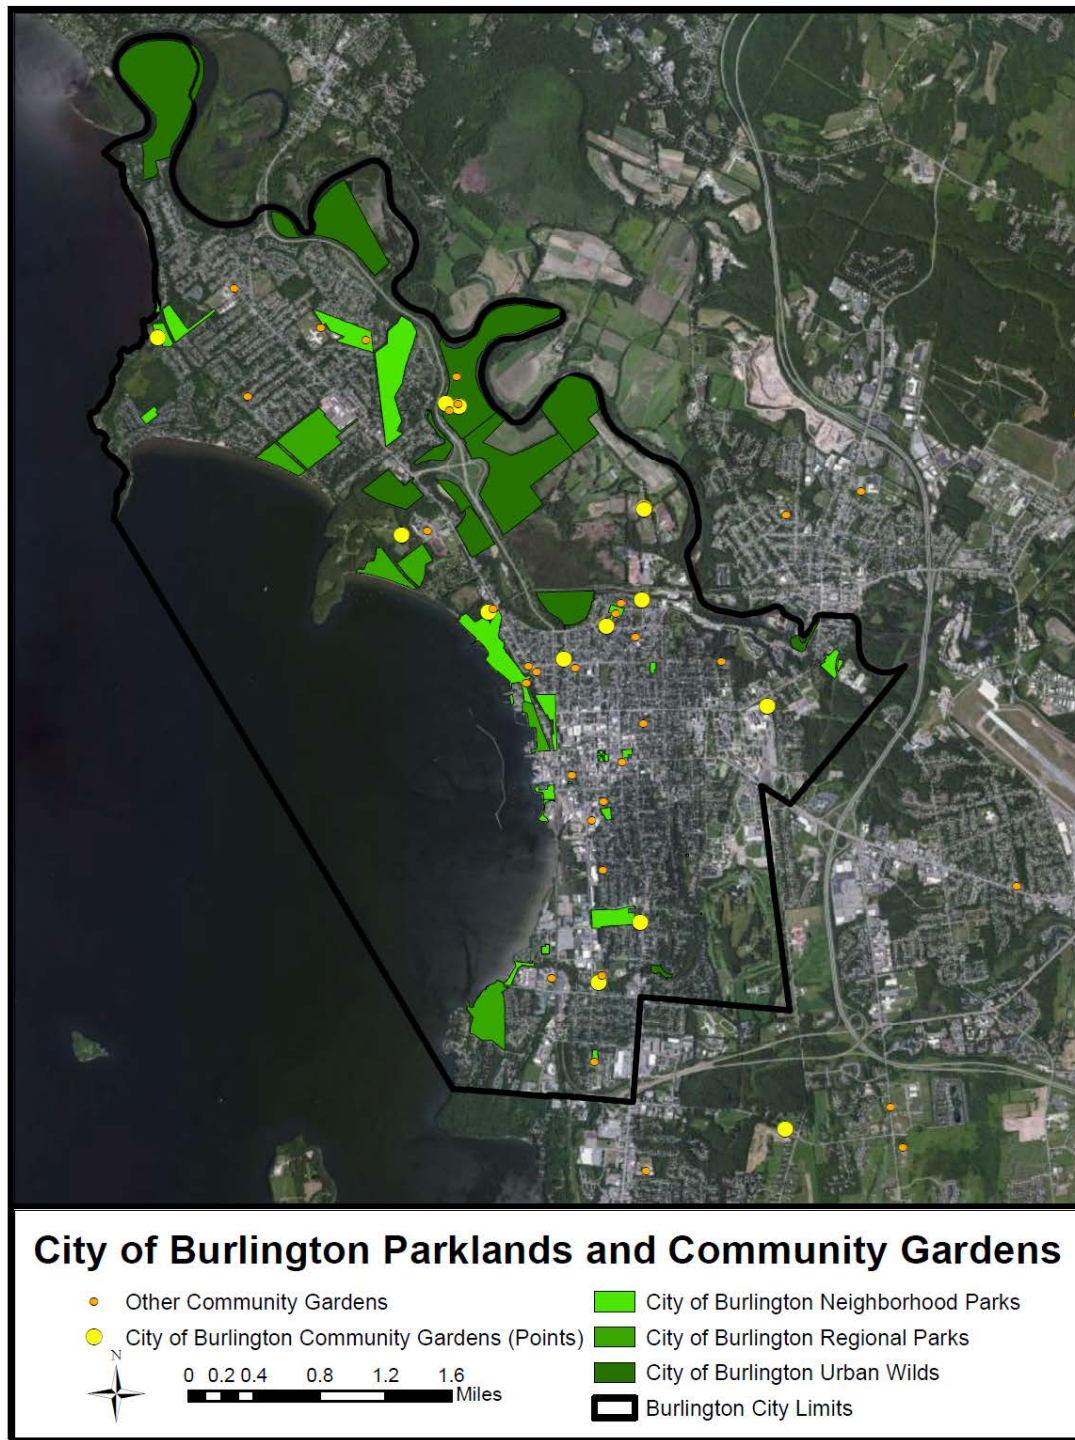 City of Burlington Parklands and Community Gardens
Other Community Gardens
City of Burlington Community Gardens (Points)
N
0 0.2 0.4 0.8 1.2 1.6
Miles
City of Burlington Neighborhood Parks
City of Burlington Regional Parks
City of Burlington Urban Wilds
Burlington City Limits